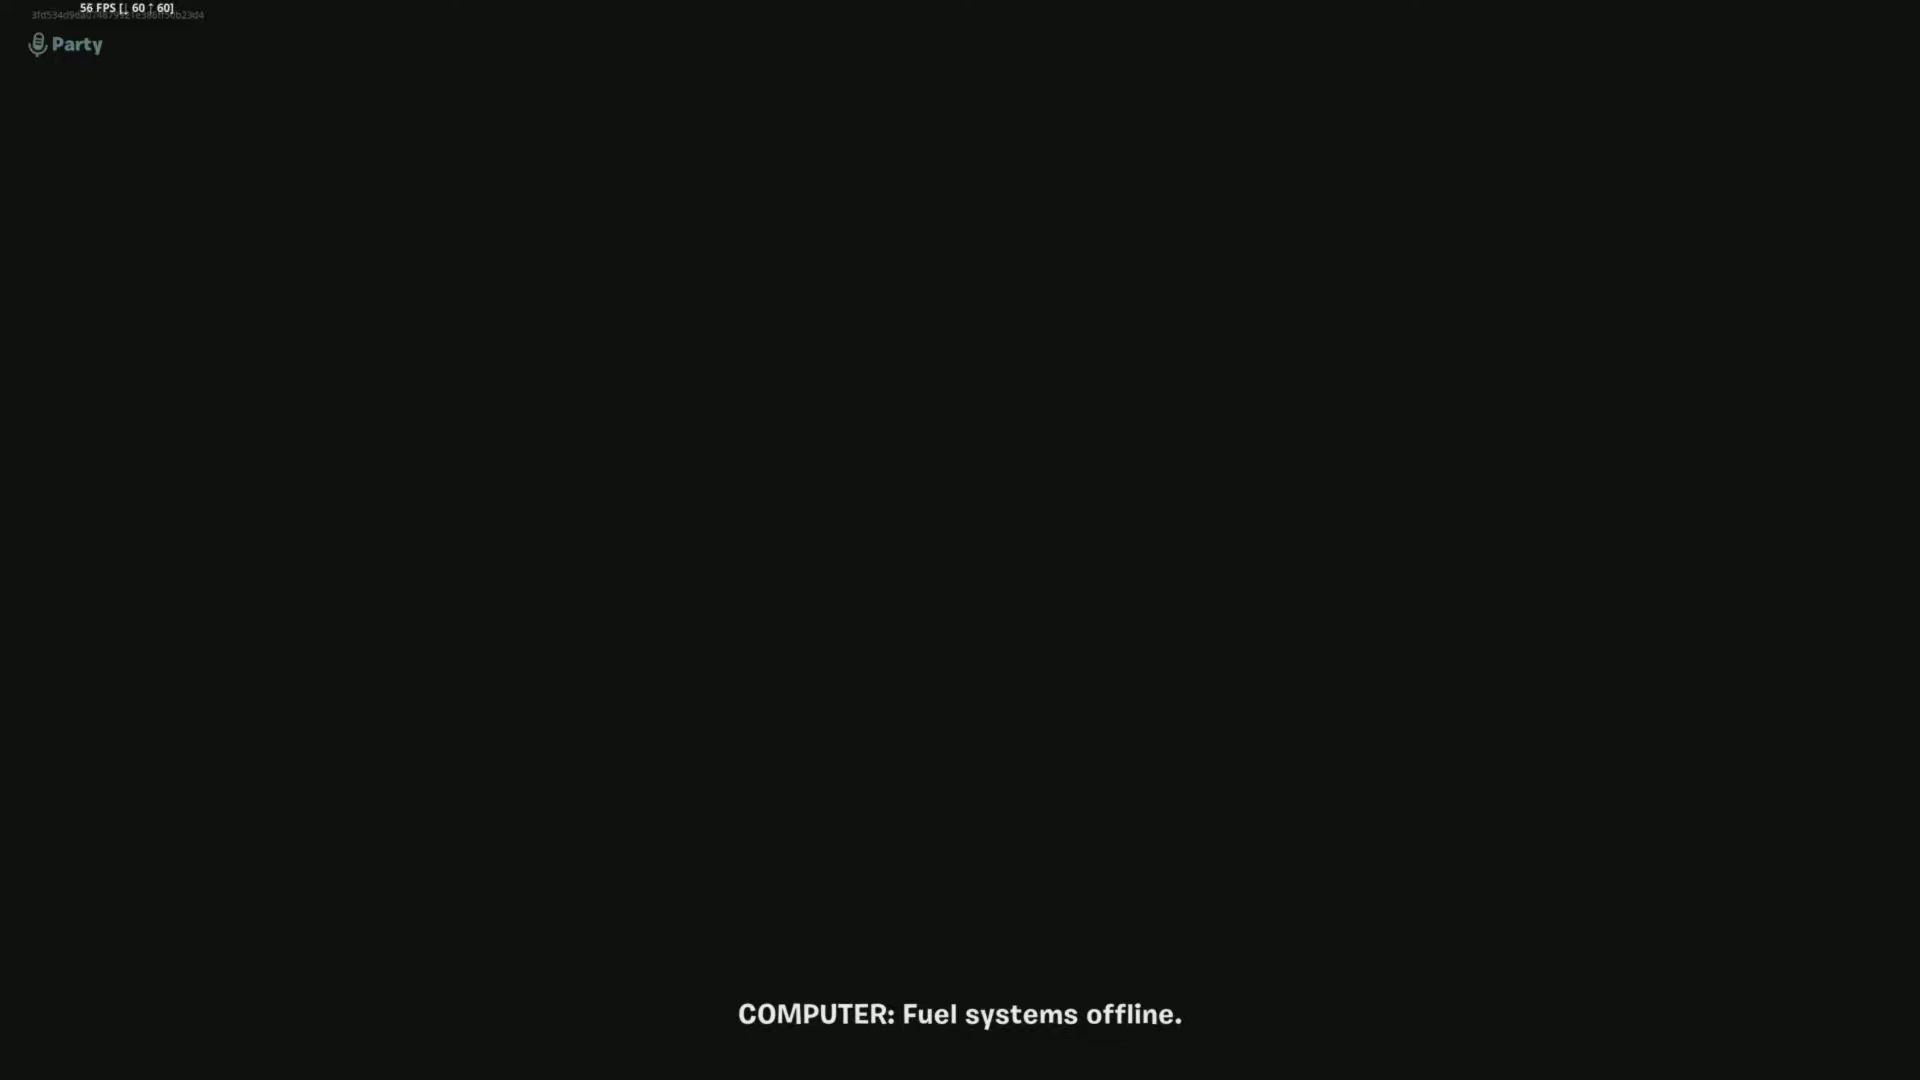 56 FPS [↓ 60 ↑ 60]
Party
COMPUTER: Fuel systems offline.